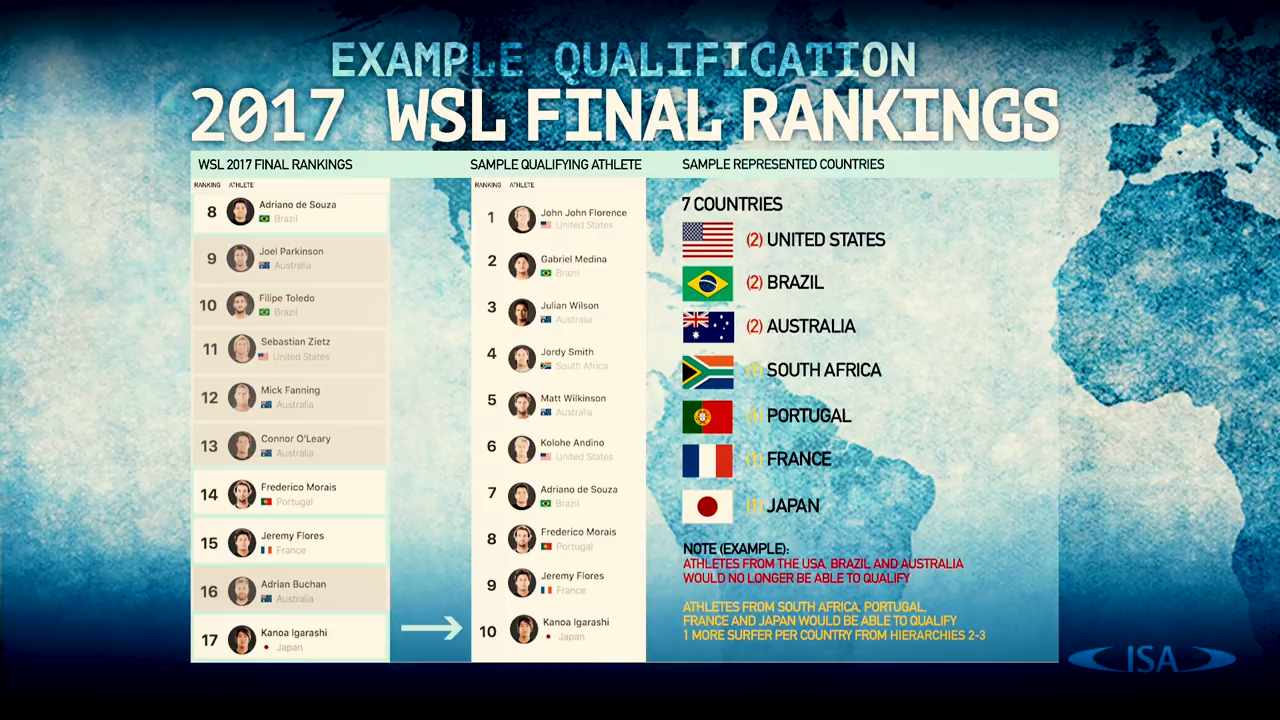 EXAMPLE QUALIFICATION
2017 WSL FINAL RANKINGS
WSL 2017 FINAL RANKINGS
RANKING ATHLETE
8 Adriano de Souza
Brazil
9 Joel Parkinson
Australia
10 Filipe Toledo
Brazil
11 Sebastian Zietz
United States
12 Mick Fanning
Australia
13 Connor O'Leary
Australia
14 Frederico Morais
Portugal
15 Jeremy Flores
France
16 Adrian Buchan
Australia
17 Kanoa Igarashi
Japan
SAMPLE QUALIFYING ATHLETE
RANKING ATHLETE
1 John John Florence
United States
2 Gabriel Medina
Brazil
3 Julian Wilson
Australia
4 Jordy Smith
South Africa
5 Matt Wilkinson
Australia
6 Kolohe Andino
United States
7 Adriano de Souza
Brazil
8 Frederico Morais
Portugal
9 Jeremy Flores
France
10 Kanoa Igarashi
Japan
SAMPLE REPRESENTED COUNTRIES
7 COUNTRIES
(2) UNITED STATES
(2) BRAZIL
(2) AUSTRALIA
(1) SOUTH AFRICA
(1) PORTUGAL
(1) FRANCE
(1) JAPAN
NOTE (EXAMPLE):
ATHLETES FROM THE USA, BRAZIL AND AUSTRALIA
WOULD NO LONGER BE ABLE TO QUALIFY
ATHLETES FROM SOUTH AFRICA, PORTUGAL,
FRANCE AND JAPAN WOULD BE ABLE TO QUALIFY
1 MORE SURFER PER COUNTRY FROM HIERARCHIES 2-3
ISA